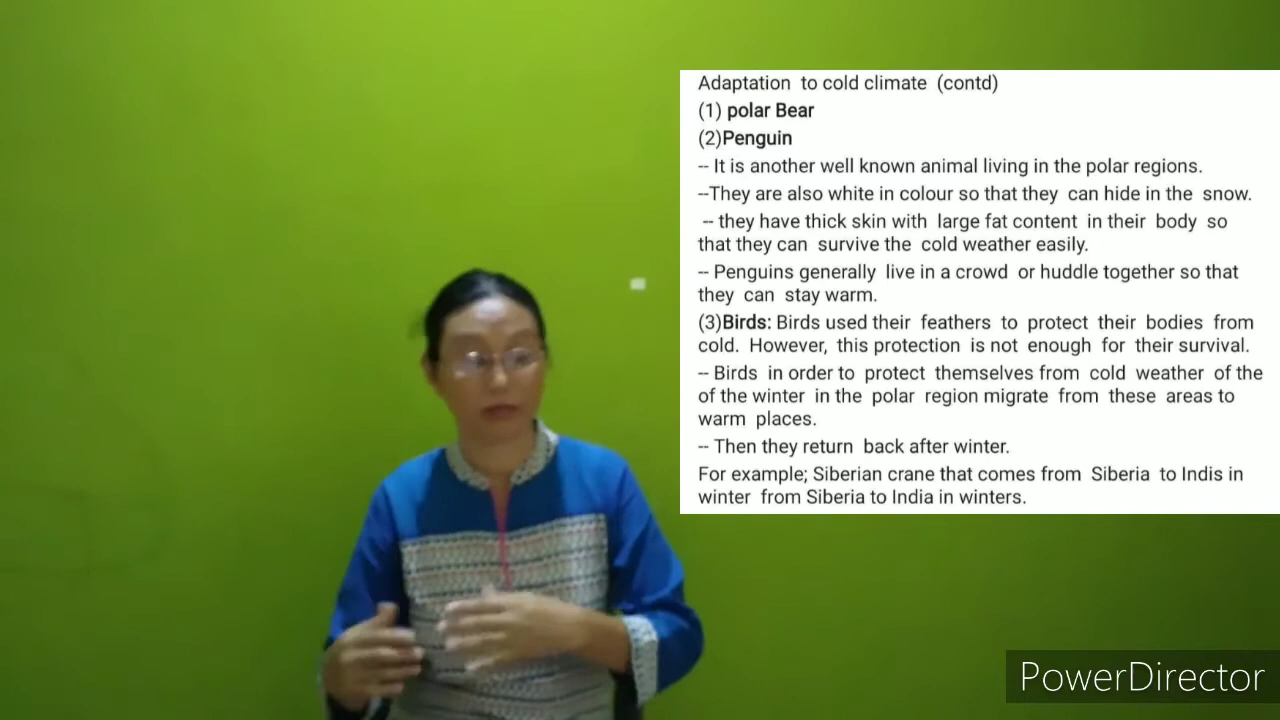 Adaptation to cold climate (contd)
(1) polar Bear
(2)Penguin
-- It is another well known animal living in the polar regions.
--They are also white in colour so that they can hide in the snow.
-- they have thick skin with large fat content in their body so
that they can survive the cold weather easily.
-- Penguins generally live in a crowd or huddle together so that
they can stay warm.
(3)Birds: Birds used their feathers to protect their bodies from
cold. However, this protection is not enough for their survival.
-- Birds in order to protect themselves from cold weather of the
of the winter in the polar region migrate from these areas to
warm places.
-- Then they return back after winter.
For example; Siberian crane that comes from Siberia to Indis in
winter from Siberia to India in winters.
PowerDirector